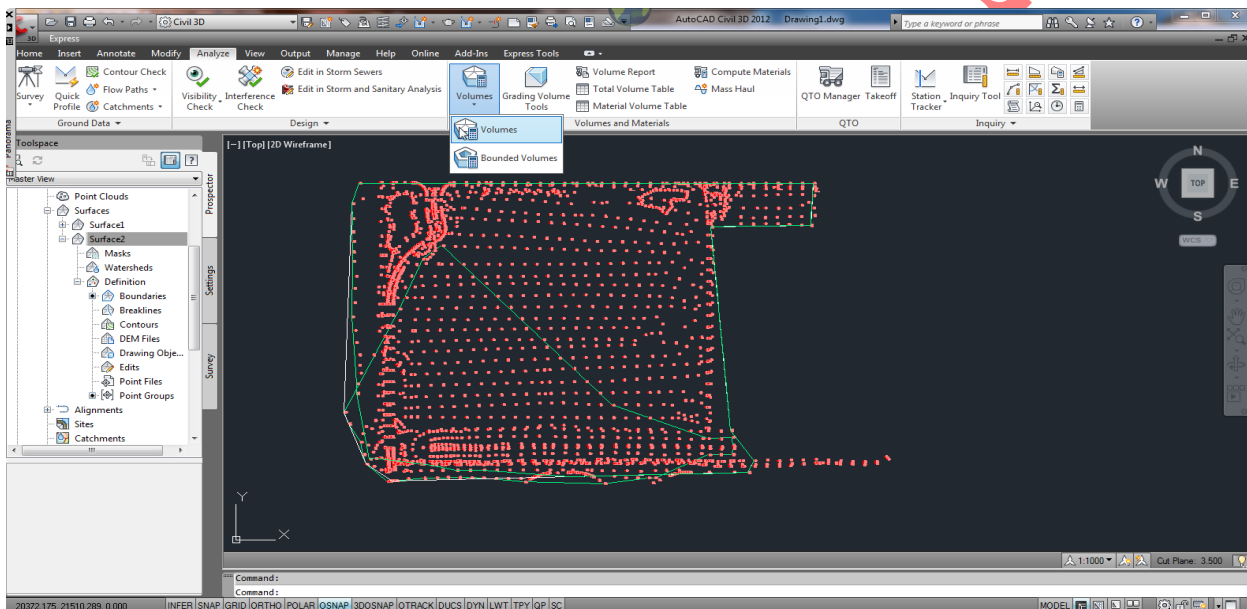 Civil 3D
AutoCAD Civil 3D 2012 Drawing1.dwg
Type a keyword or phrase
3D
Express
Home Insert Annotate Modify Analyze View Output Manage Help Online Add-Ins Express Tools
Survey
Quick Profile
Contour Check
Flow Paths
Catchments
Ground Data
Visibility Check
Interference Check
Edit in Storm Sewers
Edit in Storm and Sanitary Analysis
Design
Volumes
Grading Volume Tools
Volume Report
Total Volume Table
Material Volume Table
Compute Materials
Mass Haul
Volumes and Materials
QTO Manager
Takeoff
QTO
Station Tracker
Inquiry Tool
Inquiry
Volumes
Bounded Volumes
Panorama
Toolspace
Master View
Point Clouds
Surfaces
Surface1
Surface2
Masks
Watersheds
Definition
Boundaries
Breaklines
Contours
DEM Files
Drawing Obje...
Edits
Point Files
Point Groups
Alignments
Sites
Catchments
Prospector
Settings
Survey
[−] [Top] [2D Wireframe]
N
W TOP E
S
WCS
Y
X
1:1000
Cut Plane: 3.500
Command:
Command:
20372.175, 21510.289, 0.000
INFER SNAP GRID ORTHO POLAR OSNAP 3DOSNAP OTRACK DUCS DYN LWT TPY QP SC
MODEL